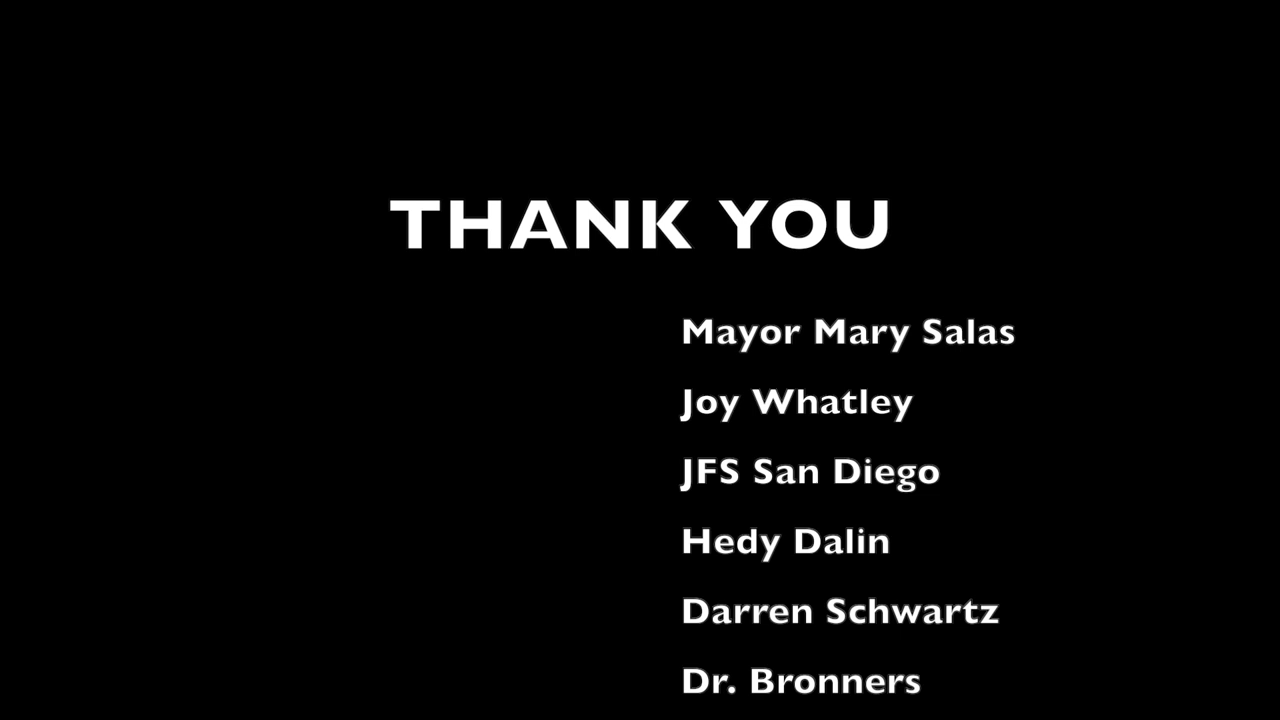 THANK YOU
Mayor Mary Salas
Joy Whatley
JFS San Diego
Hedy Dalin
Darren Schwartz
Dr. Bronners